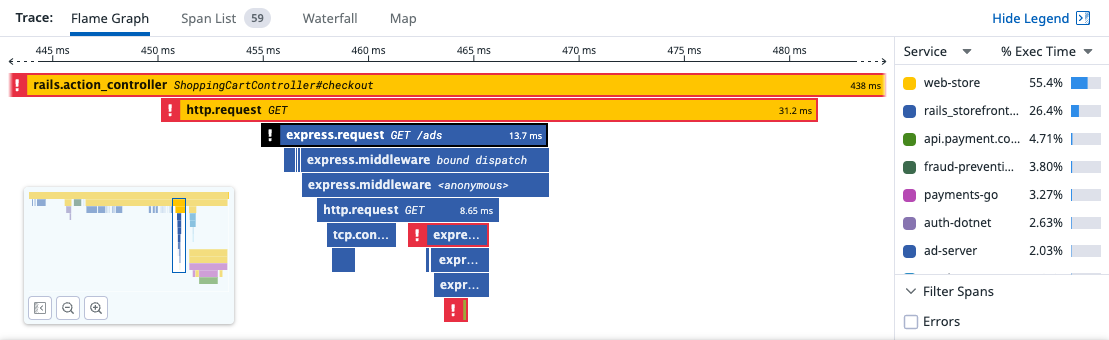 Trace: Flame Graph Span List 59 Waterfall Map Hide Legend
445 ms 450 ms 455 ms 460 ms 465 ms 470 ms 475 ms 480 ms
Service % Exec Time
! rails.action_controller ShoppingCartController#checkout 438 ms
! http.request GET 31.2 ms
! express.request GET /ads 13.7 ms
express.middleware bound dispatch
express.middleware <anonymous>
http.request GET 8.65 ms
tcp.con... ! expre...
expr...
expr...
!
web-store 55.4%
rails_storefront... 26.4%
api.payment.co... 4.71%
fraud-preventi... 3.80%
payments-go 3.27%
auth-dotnet 2.63%
ad-server 2.03%
Filter Spans
Errors